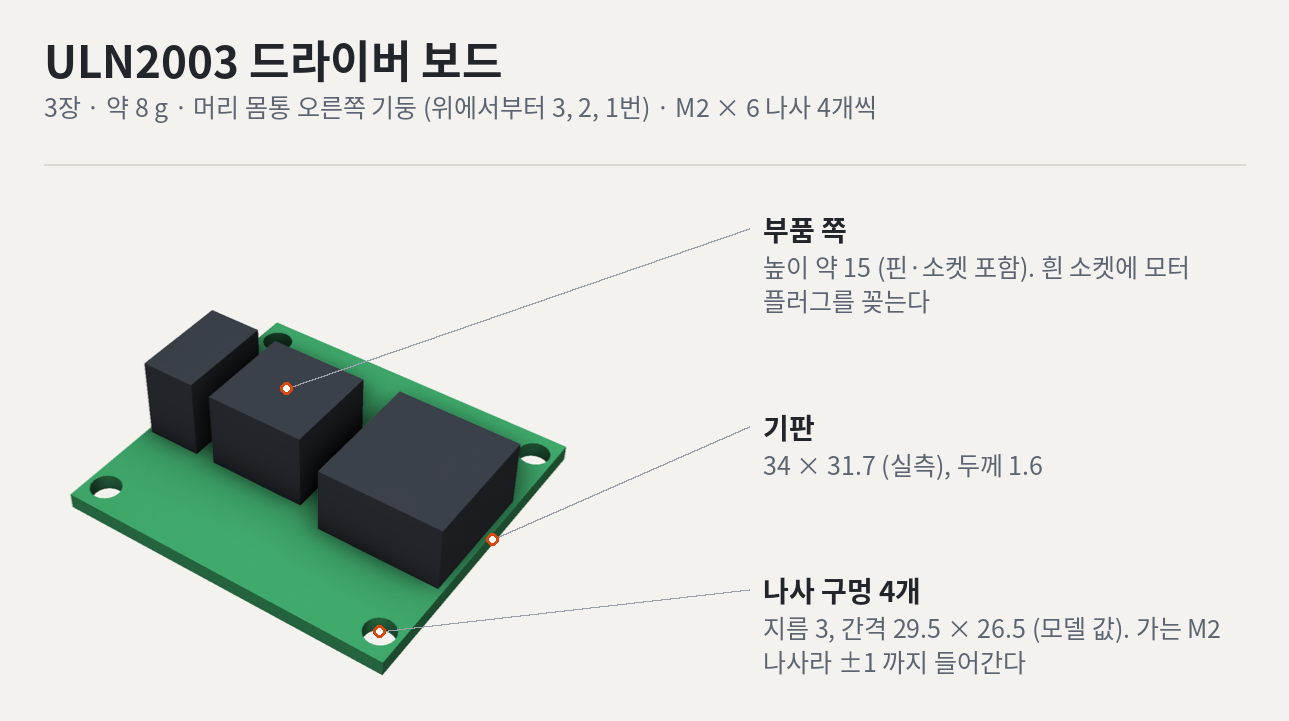 ULN2003 드라이버 보드
3장 · 약 8 g · 머리 몸통 오른쪽 기둥 (위에서부터 3, 2, 1번) · M2 × 6 나사 4개씩
부품 쪽
높이 약 15 (핀·소켓 포함). 흰 소켓에 모터
플러그를 꽂는다
기판
34 × 31.7 (실측), 두께 1.6
나사 구멍 4개
지름 3, 간격 29.5 × 26.5 (모델 값). 가는 M2
나사라 ±1 까지 들어간다